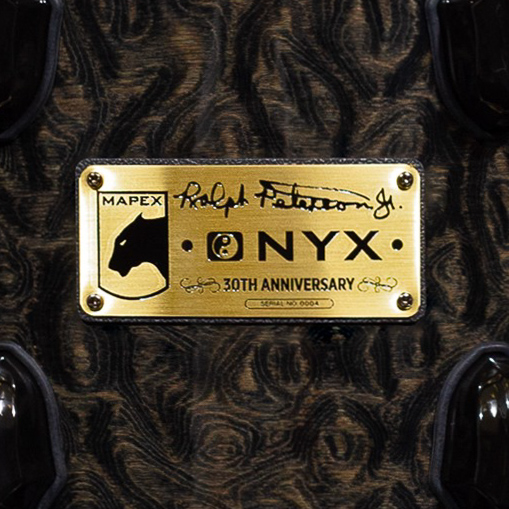 MAPEX
Ralph Peterson Jr.
• ONYX •
30TH ANNIVERSARY
SERIAL NO. 0004